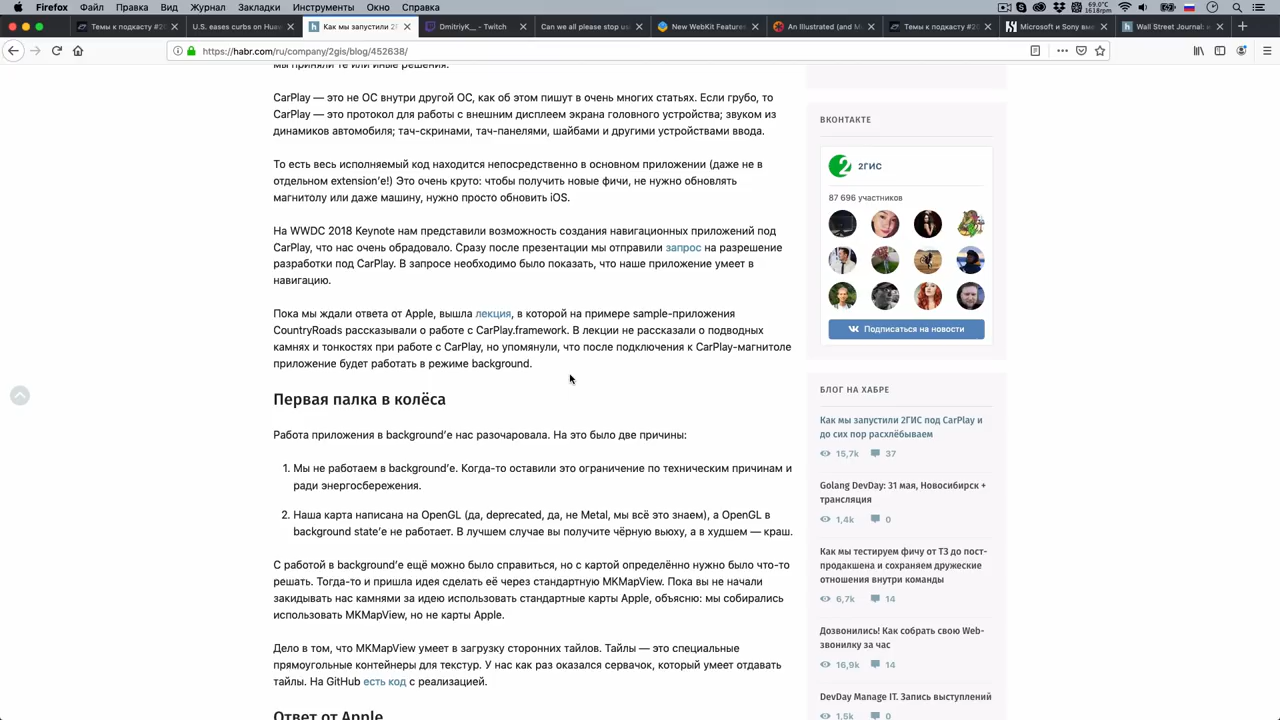 Firefox Файл Правка Вид Журнал Закладки Инструменты Окно Справка
69.0°C
1618грт
Темы к подкасту #20
U.S. eases curbs on Huaw
Как мы запустили 2Г
DmitriyK__ - Twitch
Can we all please stop us
New WebKit Features
An Illustrated (and Mu
Темы к подкасту #20
Microsoft и Sony вме
Wall Street Journal: н
https://habr.com/ru/company/2gis/blog/452638/
мы приняли те или иные решения.
CarPlay — это не ОС внутри другой ОС, как об этом пишут в очень многих статьях. Если грубо, то
CarPlay — это протокол для работы с внешним дисплеем экрана головного устройства; звуком из
динамиков автомобиля; тач-скринами, тач-панелями, шайбами и другими устройствами ввода.
То есть весь исполняемый код находится непосредственно в основном приложении (даже не в
отдельном extension'е!) Это очень круто: чтобы получить новые фичи, не нужно обновлять
магнитолу или даже машину, нужно просто обновить iOS.
На WWDC 2018 Keynote нам представили возможность создания навигационных приложений под
CarPlay, что нас очень обрадовало. Сразу после презентации мы отправили запрос на разрешение
разработки под CarPlay. В запросе необходимо было показать, что наше приложение умеет в
навигацию.
Пока мы ждали ответа от Apple, вышла лекция, в которой на примере sample-приложения
CountryRoads рассказывали о работе с CarPlay.framework. В лекции не рассказали о подводных
камнях и тонкостях при работе с CarPlay, но упомянули, что после подключения к CarPlay-магнитоле
приложение будет работать в режиме background.
Первая палка в колёса
Работа приложения в background'е нас разочаровала. На это было две причины:
1. Мы не работаем в background'е. Когда-то оставили это ограничение по техническим причинам и
ради энергосбережения.
2. Наша карта написана на OpenGL (да, deprecated, да, не Metal, мы всё это знаем), а OpenGL в
background state'е не работает. В лучшем случае вы получите чёрную вьюху, а в худшем — краш.
С работой в background'е ещё можно было справиться, но с картой определённо нужно было что-то
решать. Тогда-то и пришла идея сделать её через стандартную MKMapView. Пока вы не начали
закидывать нас камнями за идею использовать стандартные карты Apple, объясню: мы собирались
использовать MKMapView, но не карты Apple.
Дело в том, что MKMapView умеет в загрузку сторонних тайлов. Тайлы — это специальные
прямоугольные контейнеры для текстур. У нас как раз оказался сервачок, который умеет отдавать
тайлы. На GitHub есть код с реализацией.
Ответ от Apple
ВКОНТАКТЕ
2ГИС
87 696 участников
Подписаться на новости
БЛОГ НА ХАБРЕ
Как мы запустили 2ГИС под CarPlay и
до сих пор расхлёбываем
15,7k 37
Golang DevDay: 31 мая, Новосибирск +
трансляция
1,4k 0
Как мы тестируем фичу от ТЗ до пост-
продакшена и сохраняем дружеские
отношения внутри команды
6,7k 14
Дозвонились! Как собрать свою Web-
звонилку за час
16,9k 14
DevDay Manage IT. Запись выступлений
1,5k 0